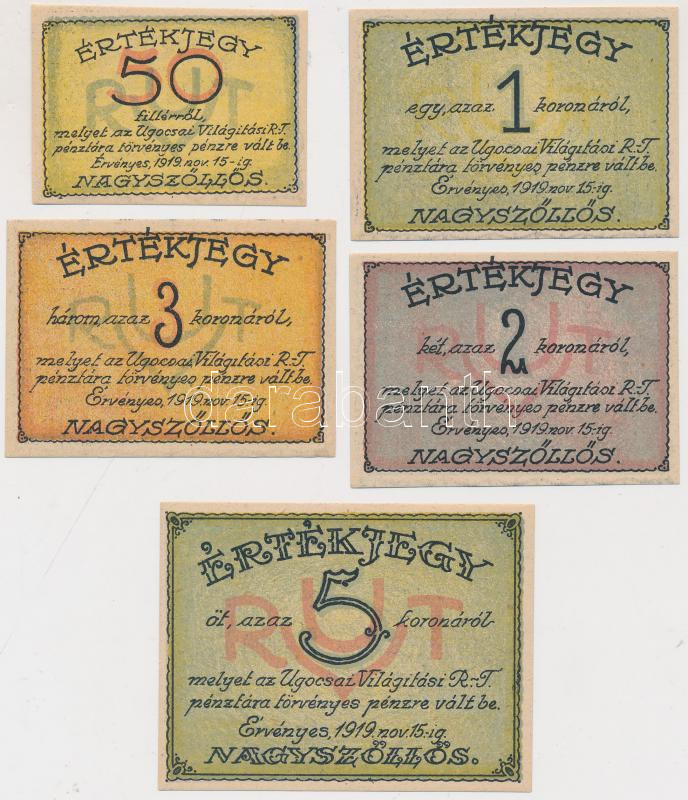 ÉRTÉKJEGY
50
fillérről,
melyet az Ugocsai Világítási R.-T.
pénztára törvényes pénzre vált be.
Érvényes, 1919. nov. 15-ig.
NAGYSZŐLLŐS.
ÉRTÉKJEGY
egy, azaz 1 koronáról,
melyet az Ugocsai Világítási R.-T.
pénztára törvényes pénzre vált be.
Érvényes, 1919. nov. 15-ig.
NAGYSZŐLLŐS.
ÉRTÉKJEGY
három, azaz 3 koronáról,
melyet az Ugocsai Világítási R.-T.
pénztára törvényes pénzre vált be.
Érvényes, 1919. nov. 15-ig.
NAGYSZŐLLŐS.
ÉRTÉKJEGY
két, azaz 2 koronáról,
melyet az Ugocsai Világítási R.-T.
pénztára törvényes pénzre vált be.
Érvényes, 1919. nov. 15-ig.
NAGYSZŐLLŐS.
darabanth
ÉRTÉKJEGY
öt, azaz 5 koronáról
RUT
melyet az Ugocsai Világítási R.-T.
pénztára törvényes pénzre vált be.
Érvényes, 1919. nov. 15-ig.
NAGYSZŐLLŐS.